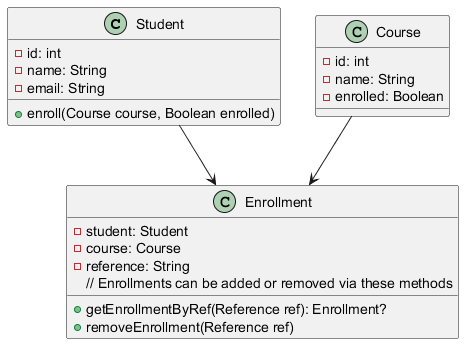 C Student
id: int
name: String
email: String
enroll(Course course, Boolean enrolled)
C Course
id: int
name: String
enrolled: Boolean
C Enrollment
student: Student
course: Course
reference: String
// Enrollments can be added or removed via these methods
getEnrollmentByRef(Reference ref): Enrollment?
removeEnrollment(Reference ref)